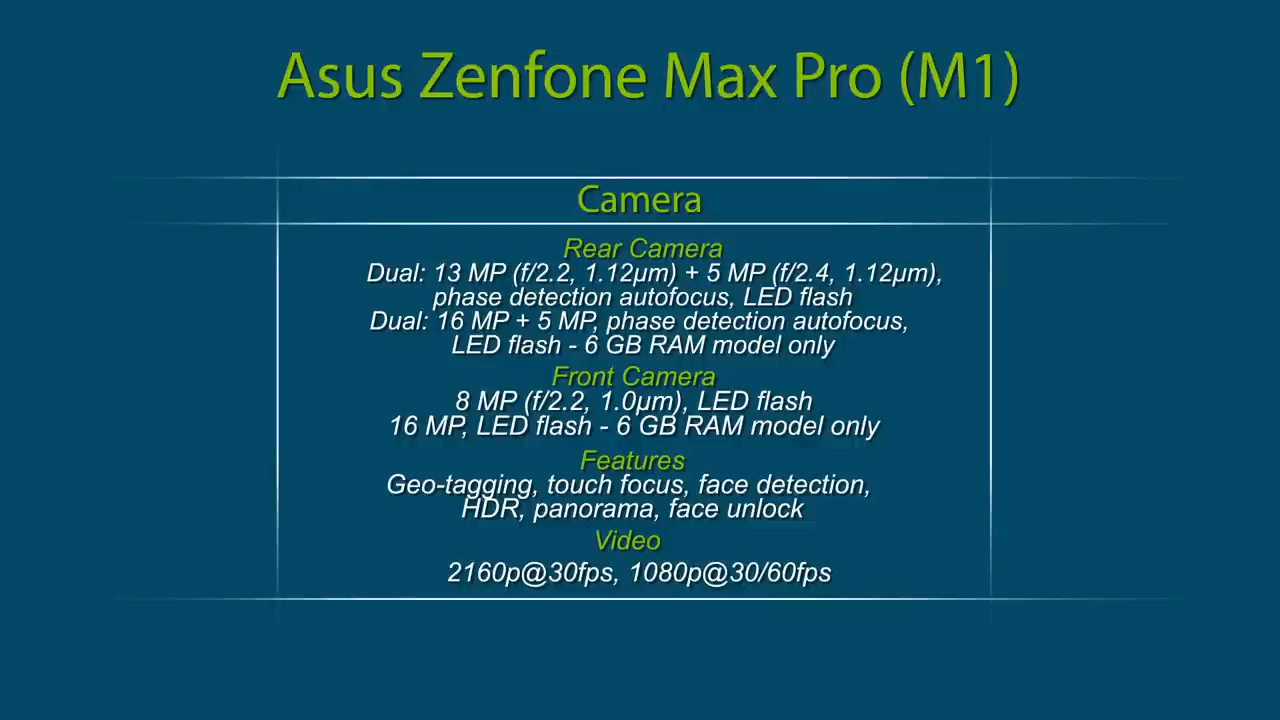 Asus Zenfone Max Pro (M1)
Camera
Rear Camera
Dual: 13 MP (f/2.2, 1.12µm) + 5 MP (f/2.4, 1.12µm),
phase detection autofocus, LED flash
Dual: 16 MP + 5 MP, phase detection autofocus,
LED flash - 6 GB RAM model only
Front Camera
8 MP (f/2.2, 1.0µm), LED flash
16 MP, LED flash - 6 GB RAM model only
Features
Geo-tagging, touch focus, face detection,
HDR, panorama, face unlock
Video
2160p@30fps, 1080p@30/60fps